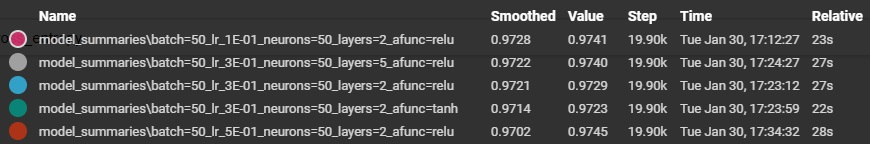 Name Smoothed Value Step Time Relative
model_summaries\batch=50_lr_1E-01_neurons=50_layers=2_afunc=relu 0.9728 0.9741 19.90k Tue Jan 30, 17:12:27 23s
model_summaries\batch=50_lr_3E-01_neurons=50_layers=5_afunc=relu 0.9722 0.9740 19.90k Tue Jan 30, 17:24:27 27s
model_summaries\batch=50_lr_3E-01_neurons=50_layers=2_afunc=relu 0.9721 0.9729 19.90k Tue Jan 30, 17:23:12 27s
model_summaries\batch=50_lr_3E-01_neurons=50_layers=2_afunc=tanh 0.9714 0.9723 19.90k Tue Jan 30, 17:23:59 22s
model_summaries\batch=50_lr_5E-01_neurons=50_layers=2_afunc=relu 0.9702 0.9745 19.90k Tue Jan 30, 17:34:32 28s